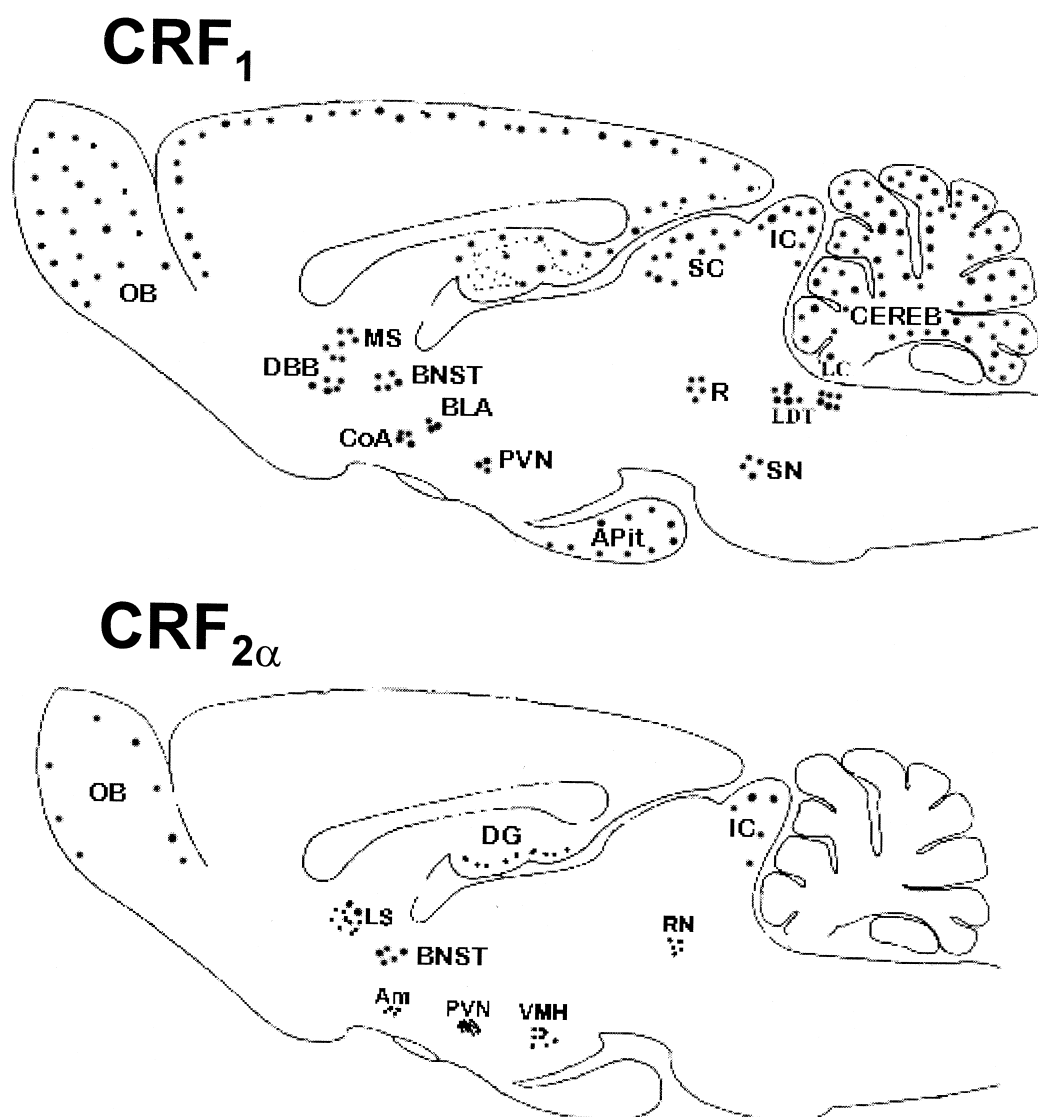 CRF1
OB
IC
SC
CEREB
MS
LC
DBB
BNST
R
BLA
LDT
CoA
PVN
SN
APit
CRF2α
OB
DG
IC
LS
RN
BNST
Am
PVN
VMH